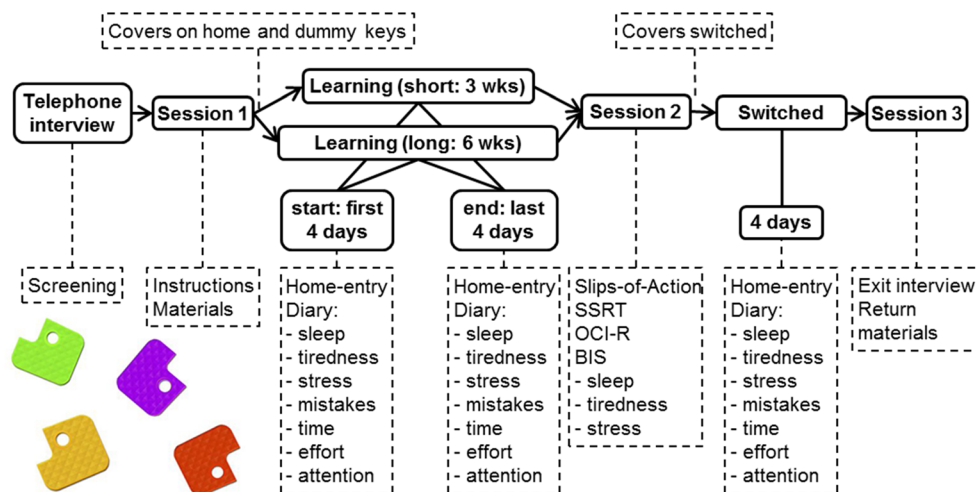 Covers on home and dummy keys
Covers switched
Telephone
interview
Session 1
Learning (short: 3 wks)
Learning (long: 6 wks)
Session 2
Switched
Session 3
start: first
4 days
end: last
4 days
4 days
Screening
Instructions
Materials
Home-entry
Diary:
- sleep
- tiredness
- stress
- mistakes
- time
- effort
- attention
Home-entry
Diary:
- sleep
- tiredness
- stress
- mistakes
- time
- effort
- attention
Slips-of-Action
SSRT
OCI-R
BIS
- sleep
- tiredness
- stress
Home-entry
Diary:
- sleep
- tiredness
- stress
- mistakes
- time
- effort
- attention
Exit interview
Return
materials